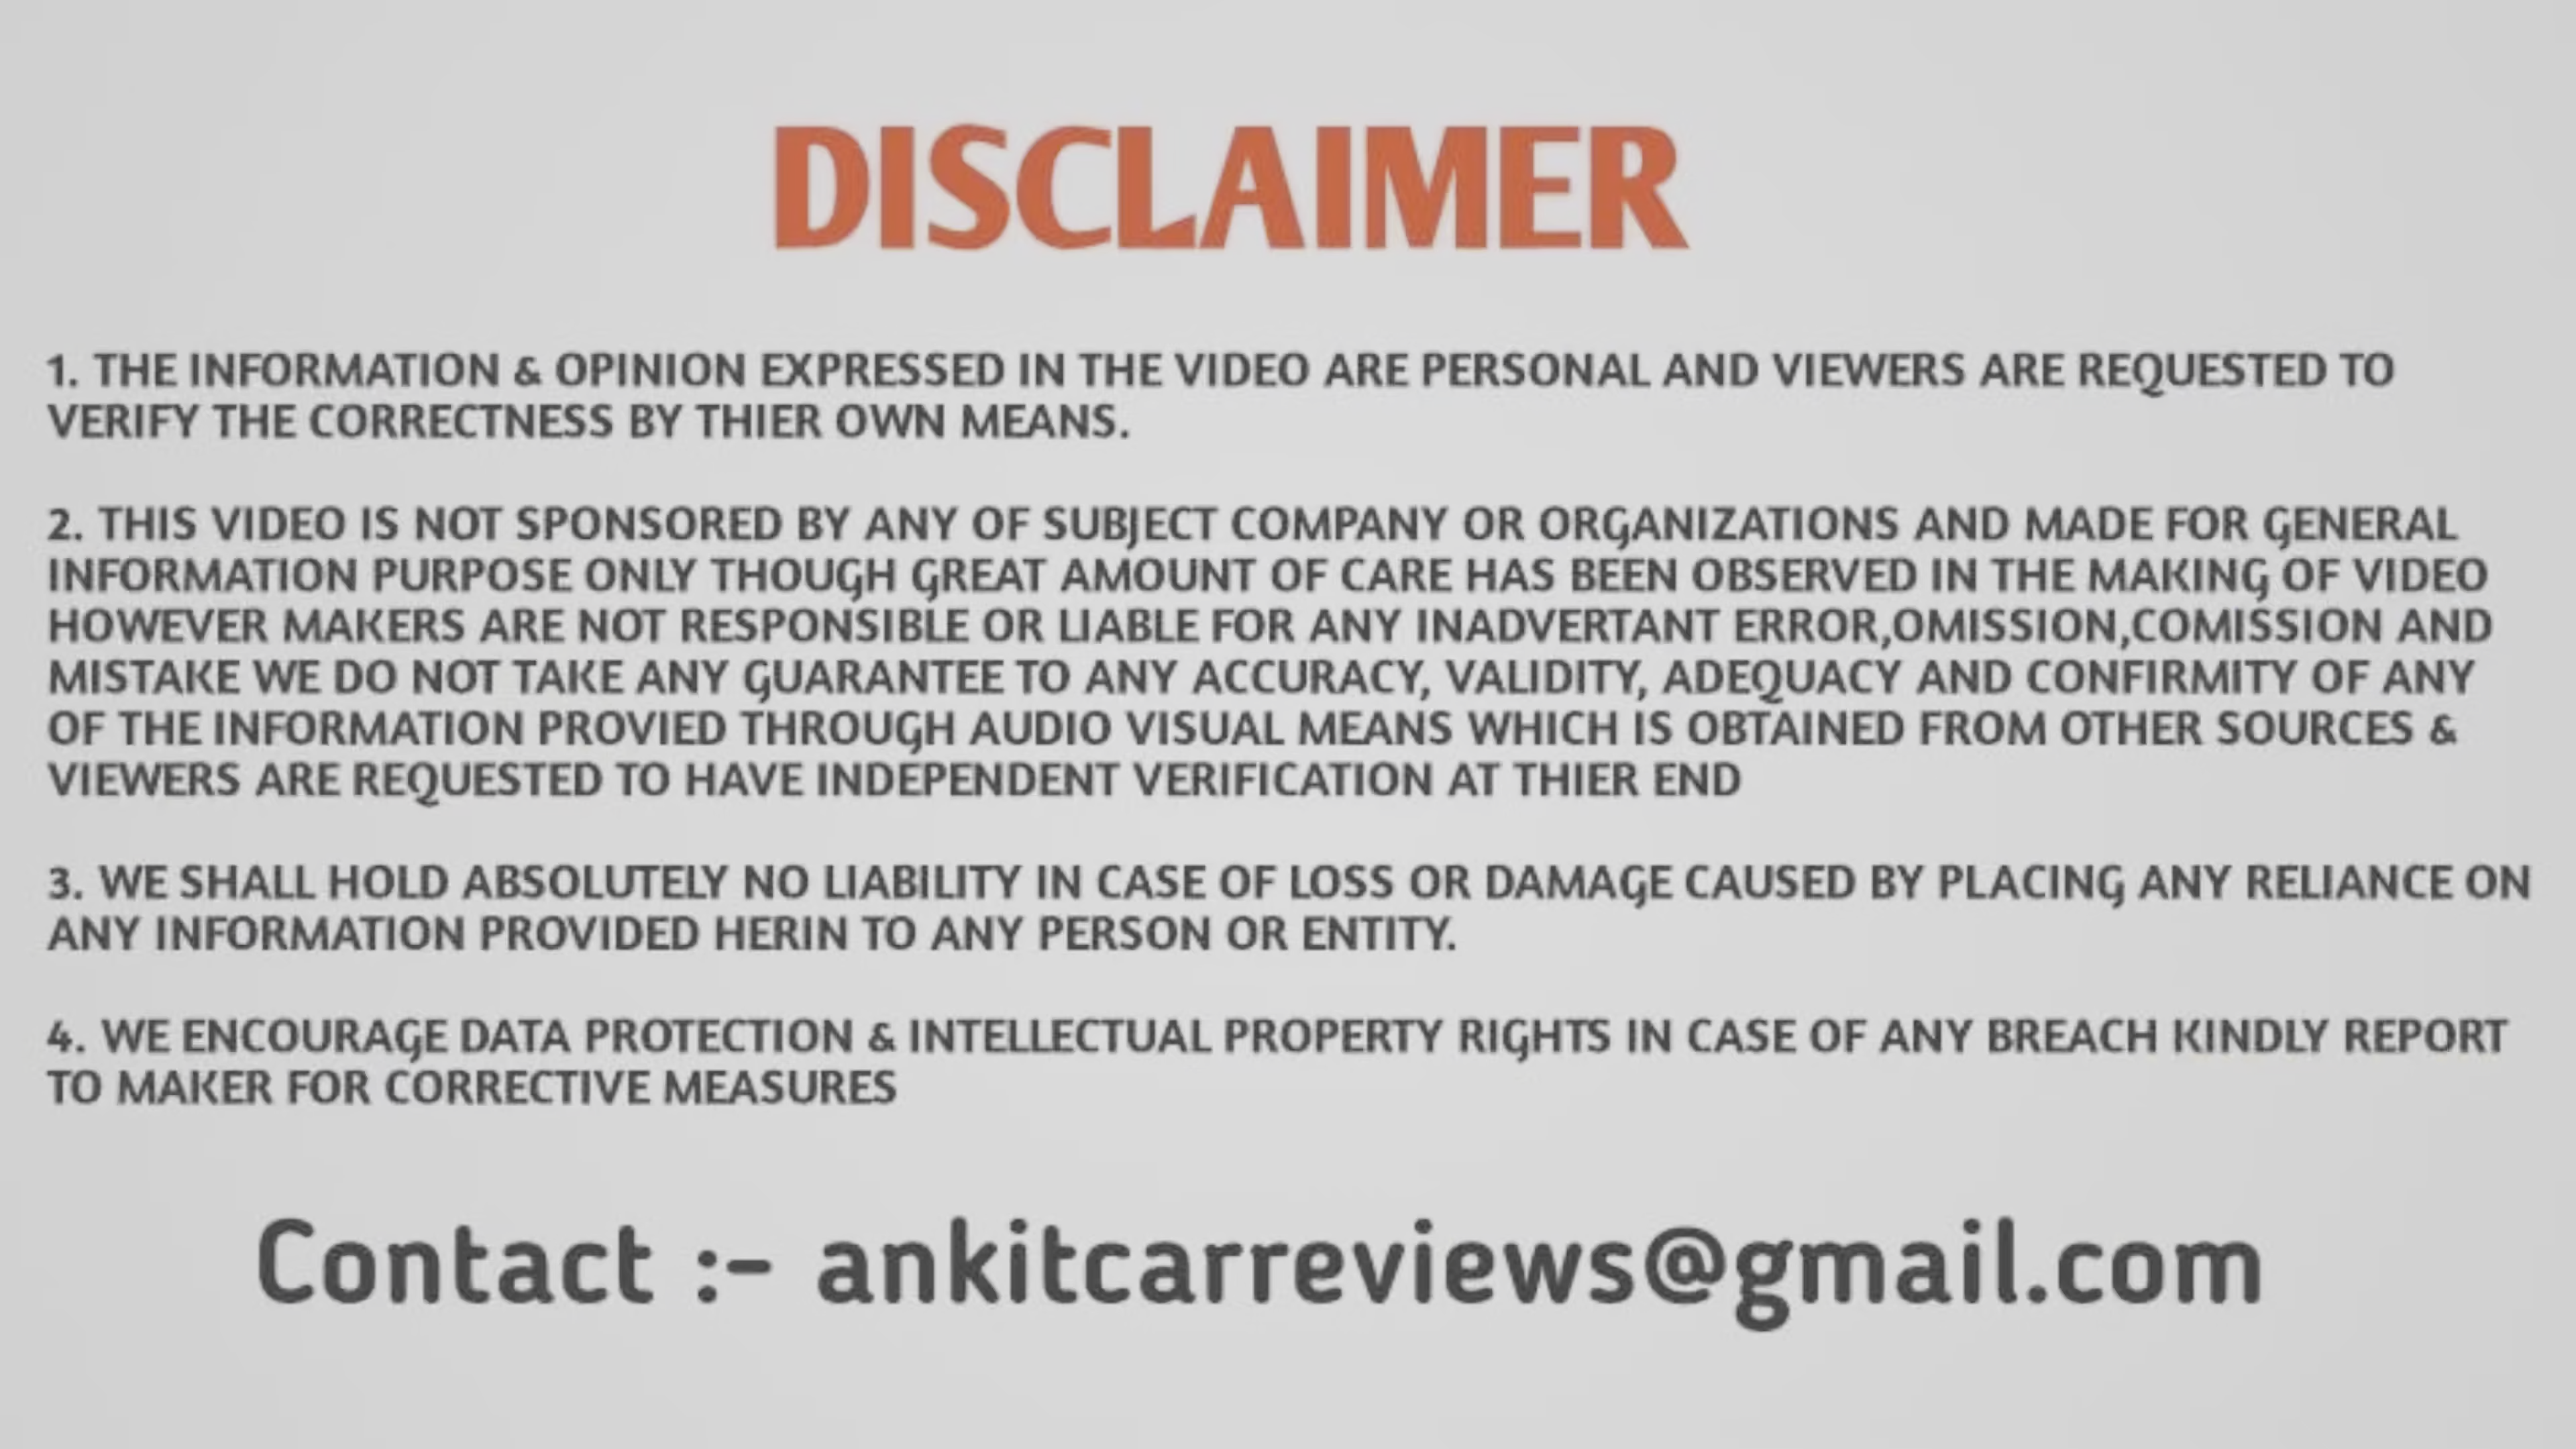 DISCLAIMER
1. THE INFORMATION & OPINION EXPRESSED IN THE VIDEO ARE PERSONAL AND VIEWERS ARE REQUESTED TO
VERIFY THE CORRECTNESS BY THIER OWN MEANS.
2. THIS VIDEO IS NOT SPONSORED BY ANY OF SUBJECT COMPANY OR ORGANIZATIONS AND MADE FOR GENERAL
INFORMATION PURPOSE ONLY THOUGH GREAT AMOUNT OF CARE HAS BEEN OBSERVED IN THE MAKING OF VIDEO
HOWEVER MAKERS ARE NOT RESPONSIBLE OR LIABLE FOR ANY INADVERTANT ERROR,OMISSION,COMISSION AND
MISTAKE WE DO NOT TAKE ANY GUARANTEE TO ANY ACCURACY, VALIDITY, ADEQUACY AND CONFIRMITY OF ANY
OF THE INFORMATION PROVIED THROUGH AUDIO VISUAL MEANS WHICH IS OBTAINED FROM OTHER SOURCES &
VIEWERS ARE REQUESTED TO HAVE INDEPENDENT VERIFICATION AT THIER END
3. WE SHALL HOLD ABSOLUTELY NO LIABILITY IN CASE OF LOSS OR DAMAGE CAUSED BY PLACING ANY RELIANCE ON
ANY INFORMATION PROVIDED HERIN TO ANY PERSON OR ENTITY.
4. WE ENCOURAGE DATA PROTECTION & INTELLECTUAL PROPERTY RIGHTS IN CASE OF ANY BREACH KINDLY REPORT
TO MAKER FOR CORRECTIVE MEASURES
Contact :- ankitcarreviews@gmail.com